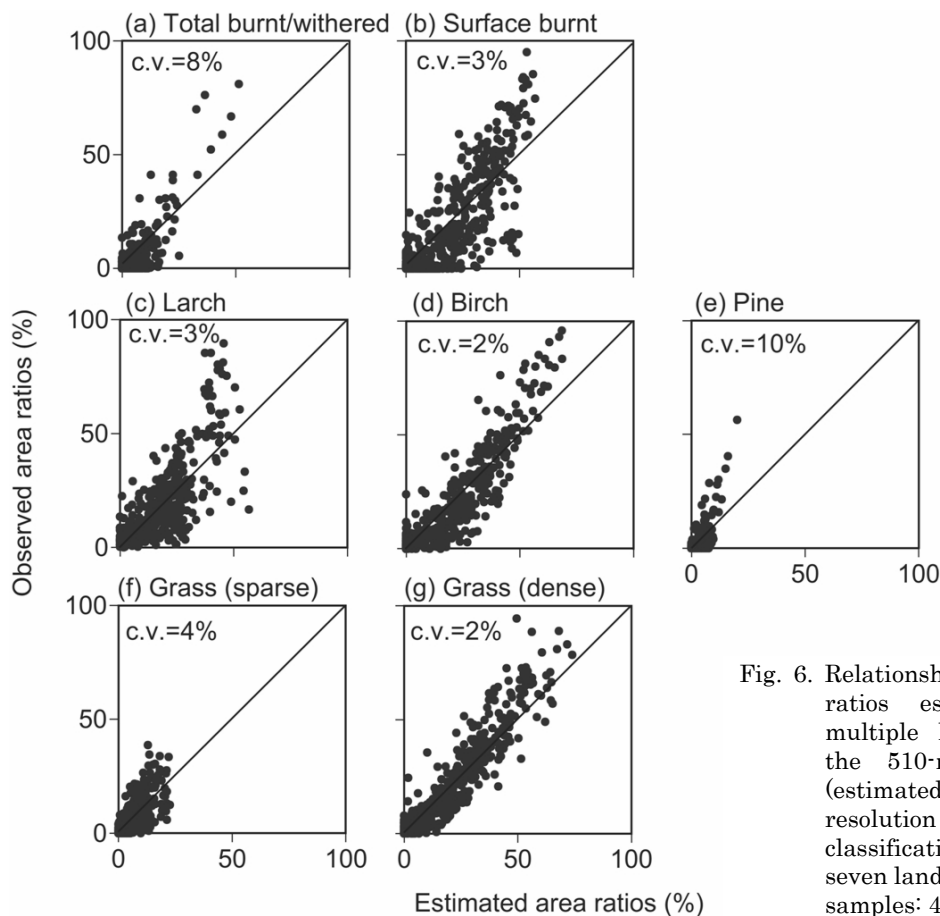 (a) Total burnt/withered
(b) Surface burnt
100
c.v.=8%
c.v.=3%
50
0
(c) Larch
(d) Birch
(e) Pine
100
c.v.=3%
c.v.=2%
c.v.=10%
50
0
0 50 100
(f) Grass (sparse)
(g) Grass (dense)
100
c.v.=4%
c.v.=2%
50
0
0 50 100
0 50 100
Observed area ratios (%)
Estimated area ratios (%)
Fig. 6. Relationsh
ratios es
multiple
the 510-
(estimated
resolution
classificati
seven land
samples: 4